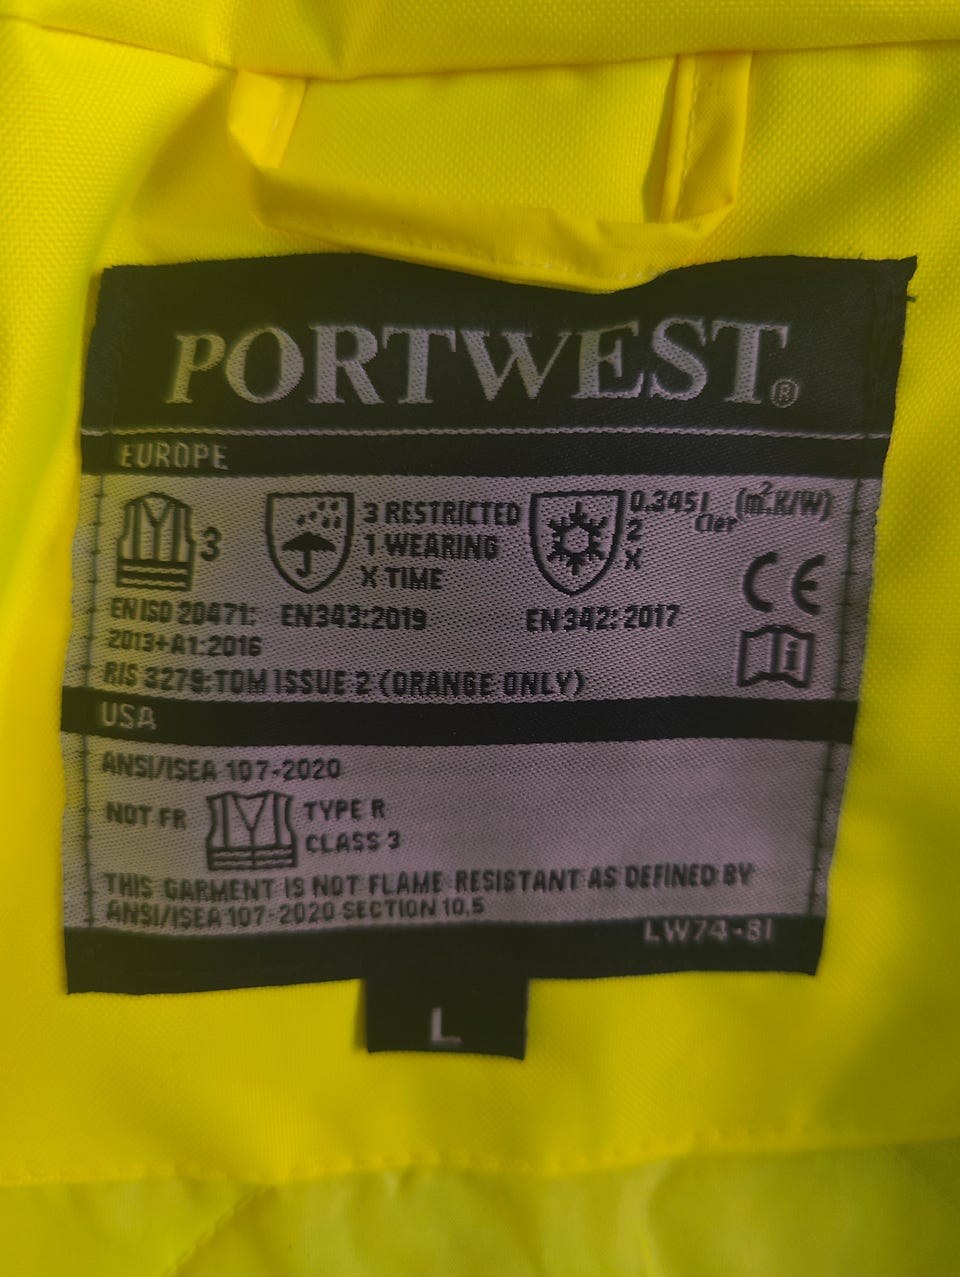 PORTWEST®
EUROPE
3
3 RESTRICTED
1 WEARING
X TIME
0.345 Icler (m².K/W)
2
X
CE
i
EN ISO 20471:
2013+A1:2016
EN343:2019
EN342:2017
RIS 3279:TOM ISSUE 2 (ORANGE ONLY)
USA
ANSI/ISEA 107-2020
NOT FR
TYPE R
CLASS 3
THIS GARMENT IS NOT FLAME RESISTANT AS DEFINED BY
ANSI/ISEA 107-2020 SECTION 10.5
LW74-81
L